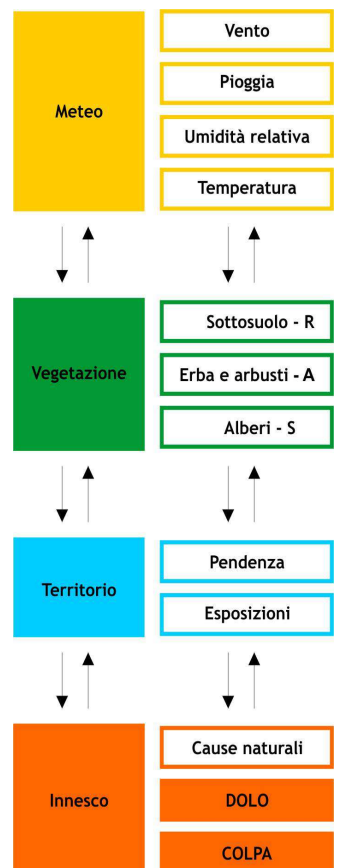 Meteo
Vento
Pioggia
Umidità relativa
Temperatura
Vegetazione
Sottosuolo - R
Erba e arbusti - A
Alberi - S
Territorio
Pendenza
Esposizioni
Innesco
Cause naturali
DOLO
COLPA